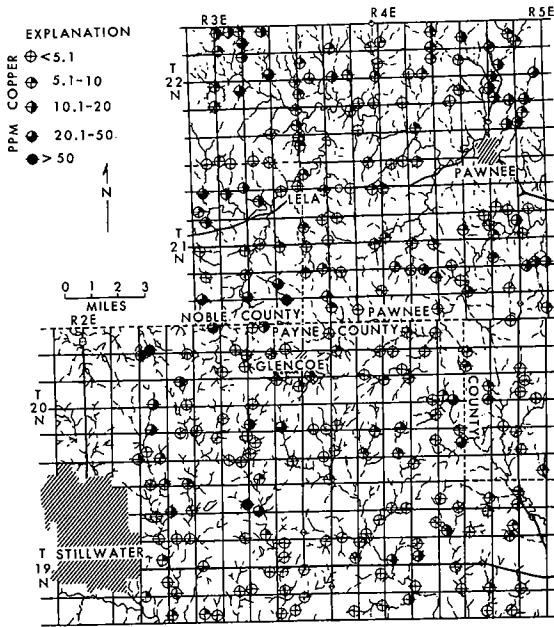 R3E R4E R5E
EXPLANATION
PPM COPPER
<5.1
5.1-10
10.1-20
20.1-50
> 50
N
T
22
N
PAWNEE
LELA
T
21
N
0 1 2 3
MILES
R2E
NOBLE COUNTY PAWNEE
PAYNE COUNTY
GLENCOE
COUNTY
T
20
N
T STILLWATER
19
N